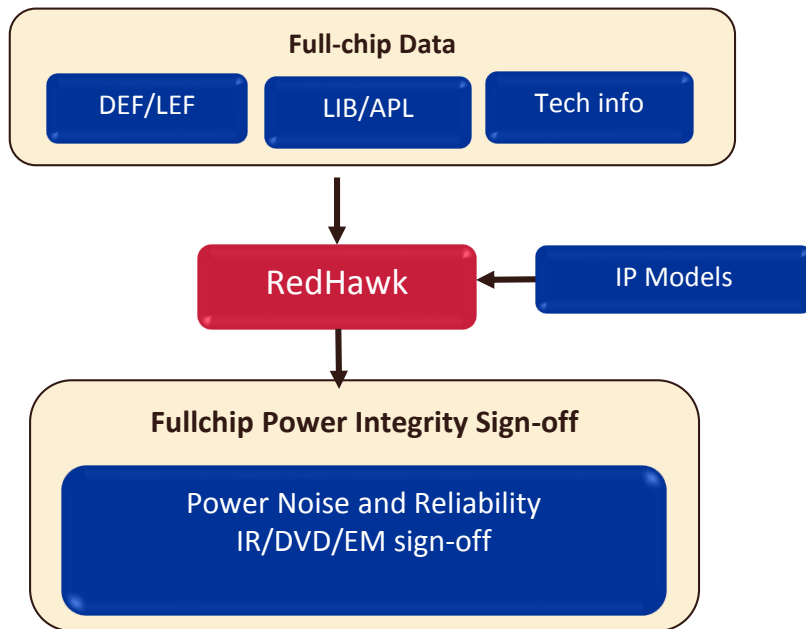 Full-chip Data
DEF/LEF
LIB/APL
Tech info
RedHawk
IP Models
Fullchip Power Integrity Sign-off
Power Noise and Reliability
IR/DVD/EM sign-off